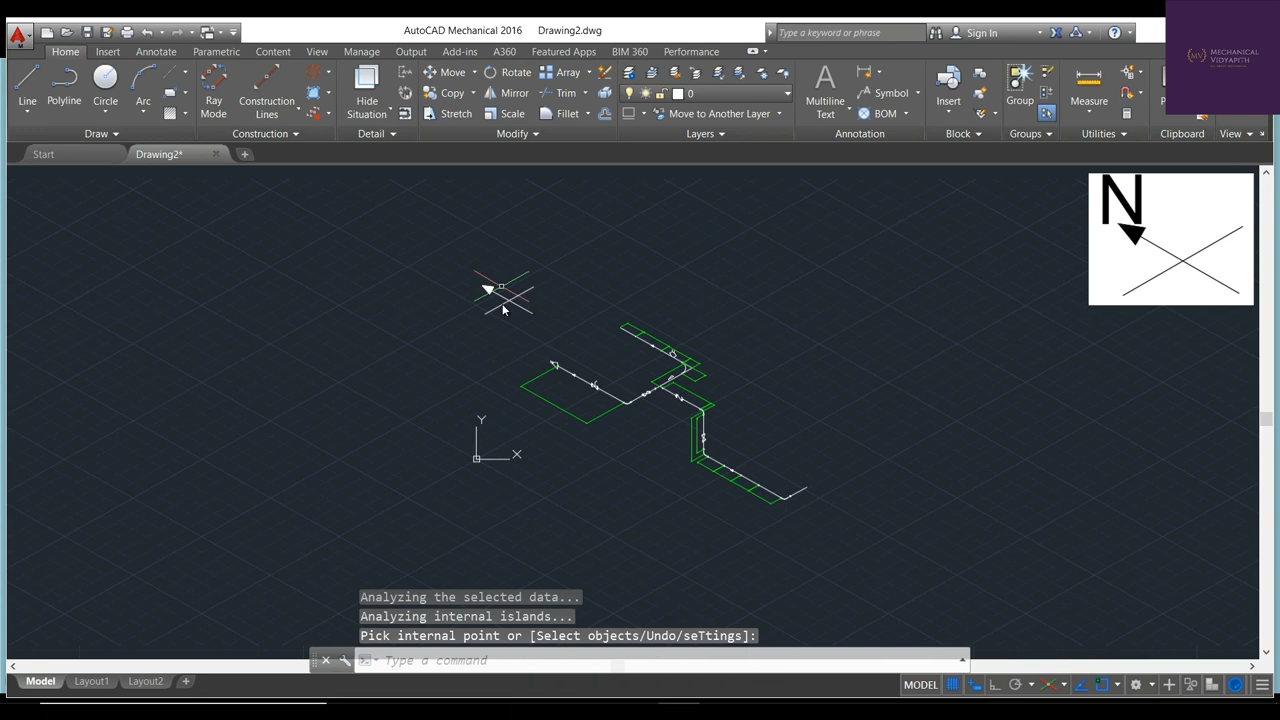 AutoCAD Mechanical 2016 Drawing2.dwg
Type a keyword or phrase
Sign In
MECHANICAL
VIDYAPITH
Home Insert Annotate Parametric Content View Manage Output Add-ins A360 Featured Apps BIM 360 Performance
Line Polyline Circle Arc
Ray
Mode
Construction
Lines
Hide
Situation
Move Rotate Array
Copy Mirror Trim
Stretch Scale Fillet
0
Move to Another Layer
Multiline
Text
Symbol
BOM
Insert
Group
Measure
Draw Construction Detail Modify Layers Annotation Block Groups Utilities Clipboard View
Start Drawing2*
N
Y
X
Analyzing the selected data...
Analyzing internal islands...
Pick internal point or [Select objects/Undo/seTtings]:
Type a command
Model Layout1 Layout2
MODEL